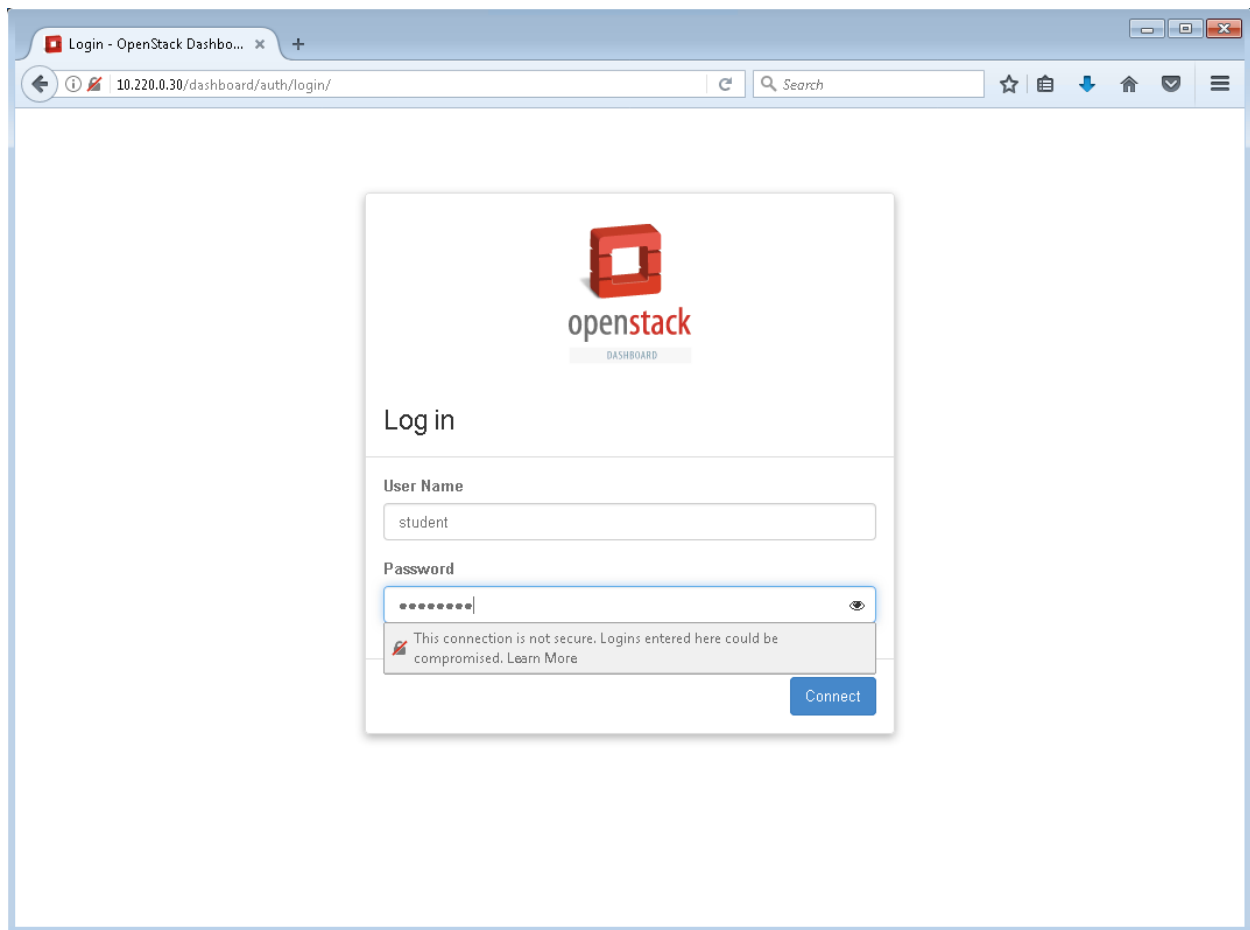 Login - OpenStack Dashbo...
10.220.0.30/dashboard/auth/login/
Search
openstack
DASHBOARD
Log in
User Name
student
Password
This connection is not secure. Logins entered here could be
compromised. Learn More
Connect